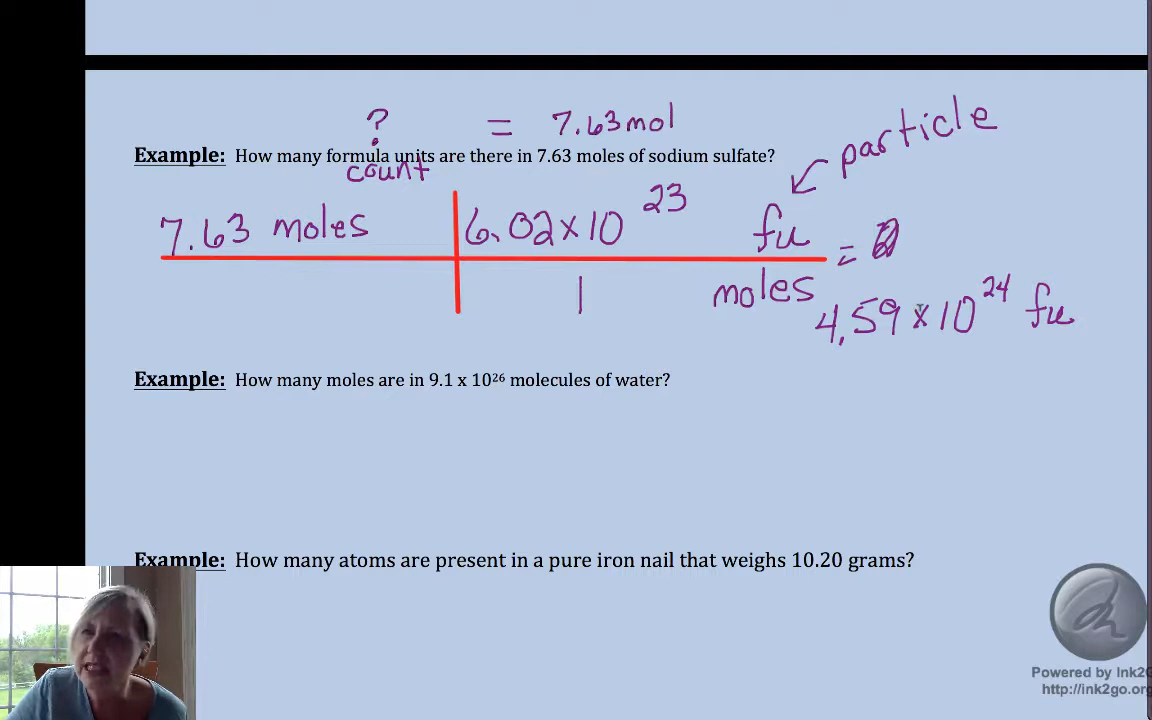 ? = 7.63 mol
Example: How many formula units are there in 7.63 moles of sodium sulfate?
count
particle
7.63 moles 6.02 x 10 23 fu =
1 moles 4.59 x 10 24 fu
Example: How many moles are in 9.1 x 10²⁶ molecules of water?
Example: How many atoms are present in a pure iron nail that weighs 10.20 grams?
Powered by Ink2G
http://ink2go.org